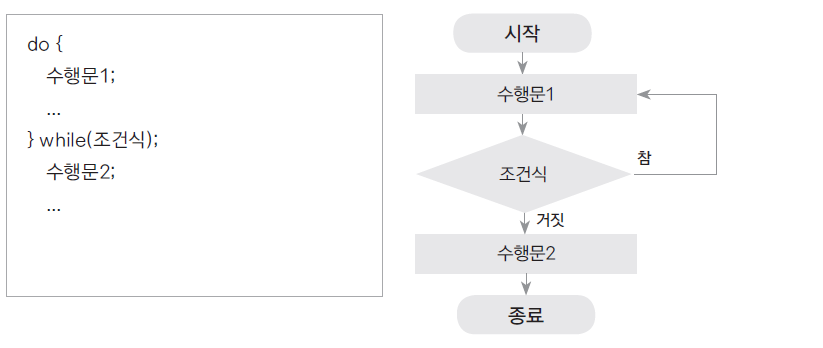 do {
수행문1;
...
} while(조건식);
수행문2;
...
시작
수행문1
조건식
참
거짓
수행문2
종료